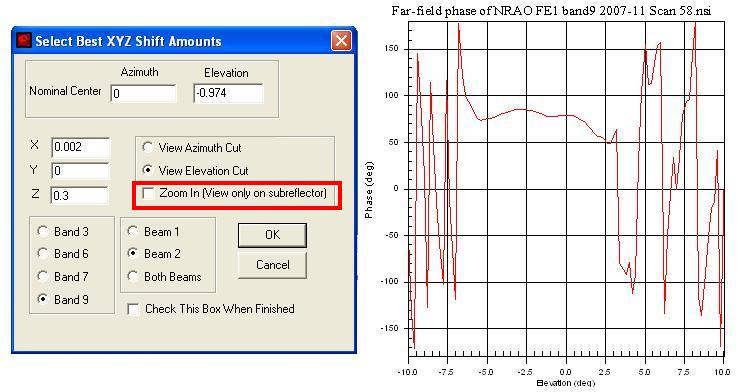 Select Best XYZ Shift Amounts
Azimuth Elevation
Nominal Center 0 -0.974
X 0.002
Y 0
Z 0.3
View Azimuth Cut
View Elevation Cut
Zoom In (View only on subreflector)
Band 3
Band 6
Band 7
Band 9
Beam 1
Beam 2
Both Beams
OK
Cancel
Check This Box When Finished
Far-field phase of NRAO FE1 band9 2007-11 Scan 58.nsi
Phase (deg)
150
100
50
0
-50
-100
-150
-10.0 -7.5 -5.0 -2.5 0.0 2.5 5.0 7.5 10.0
Elevation (deg)